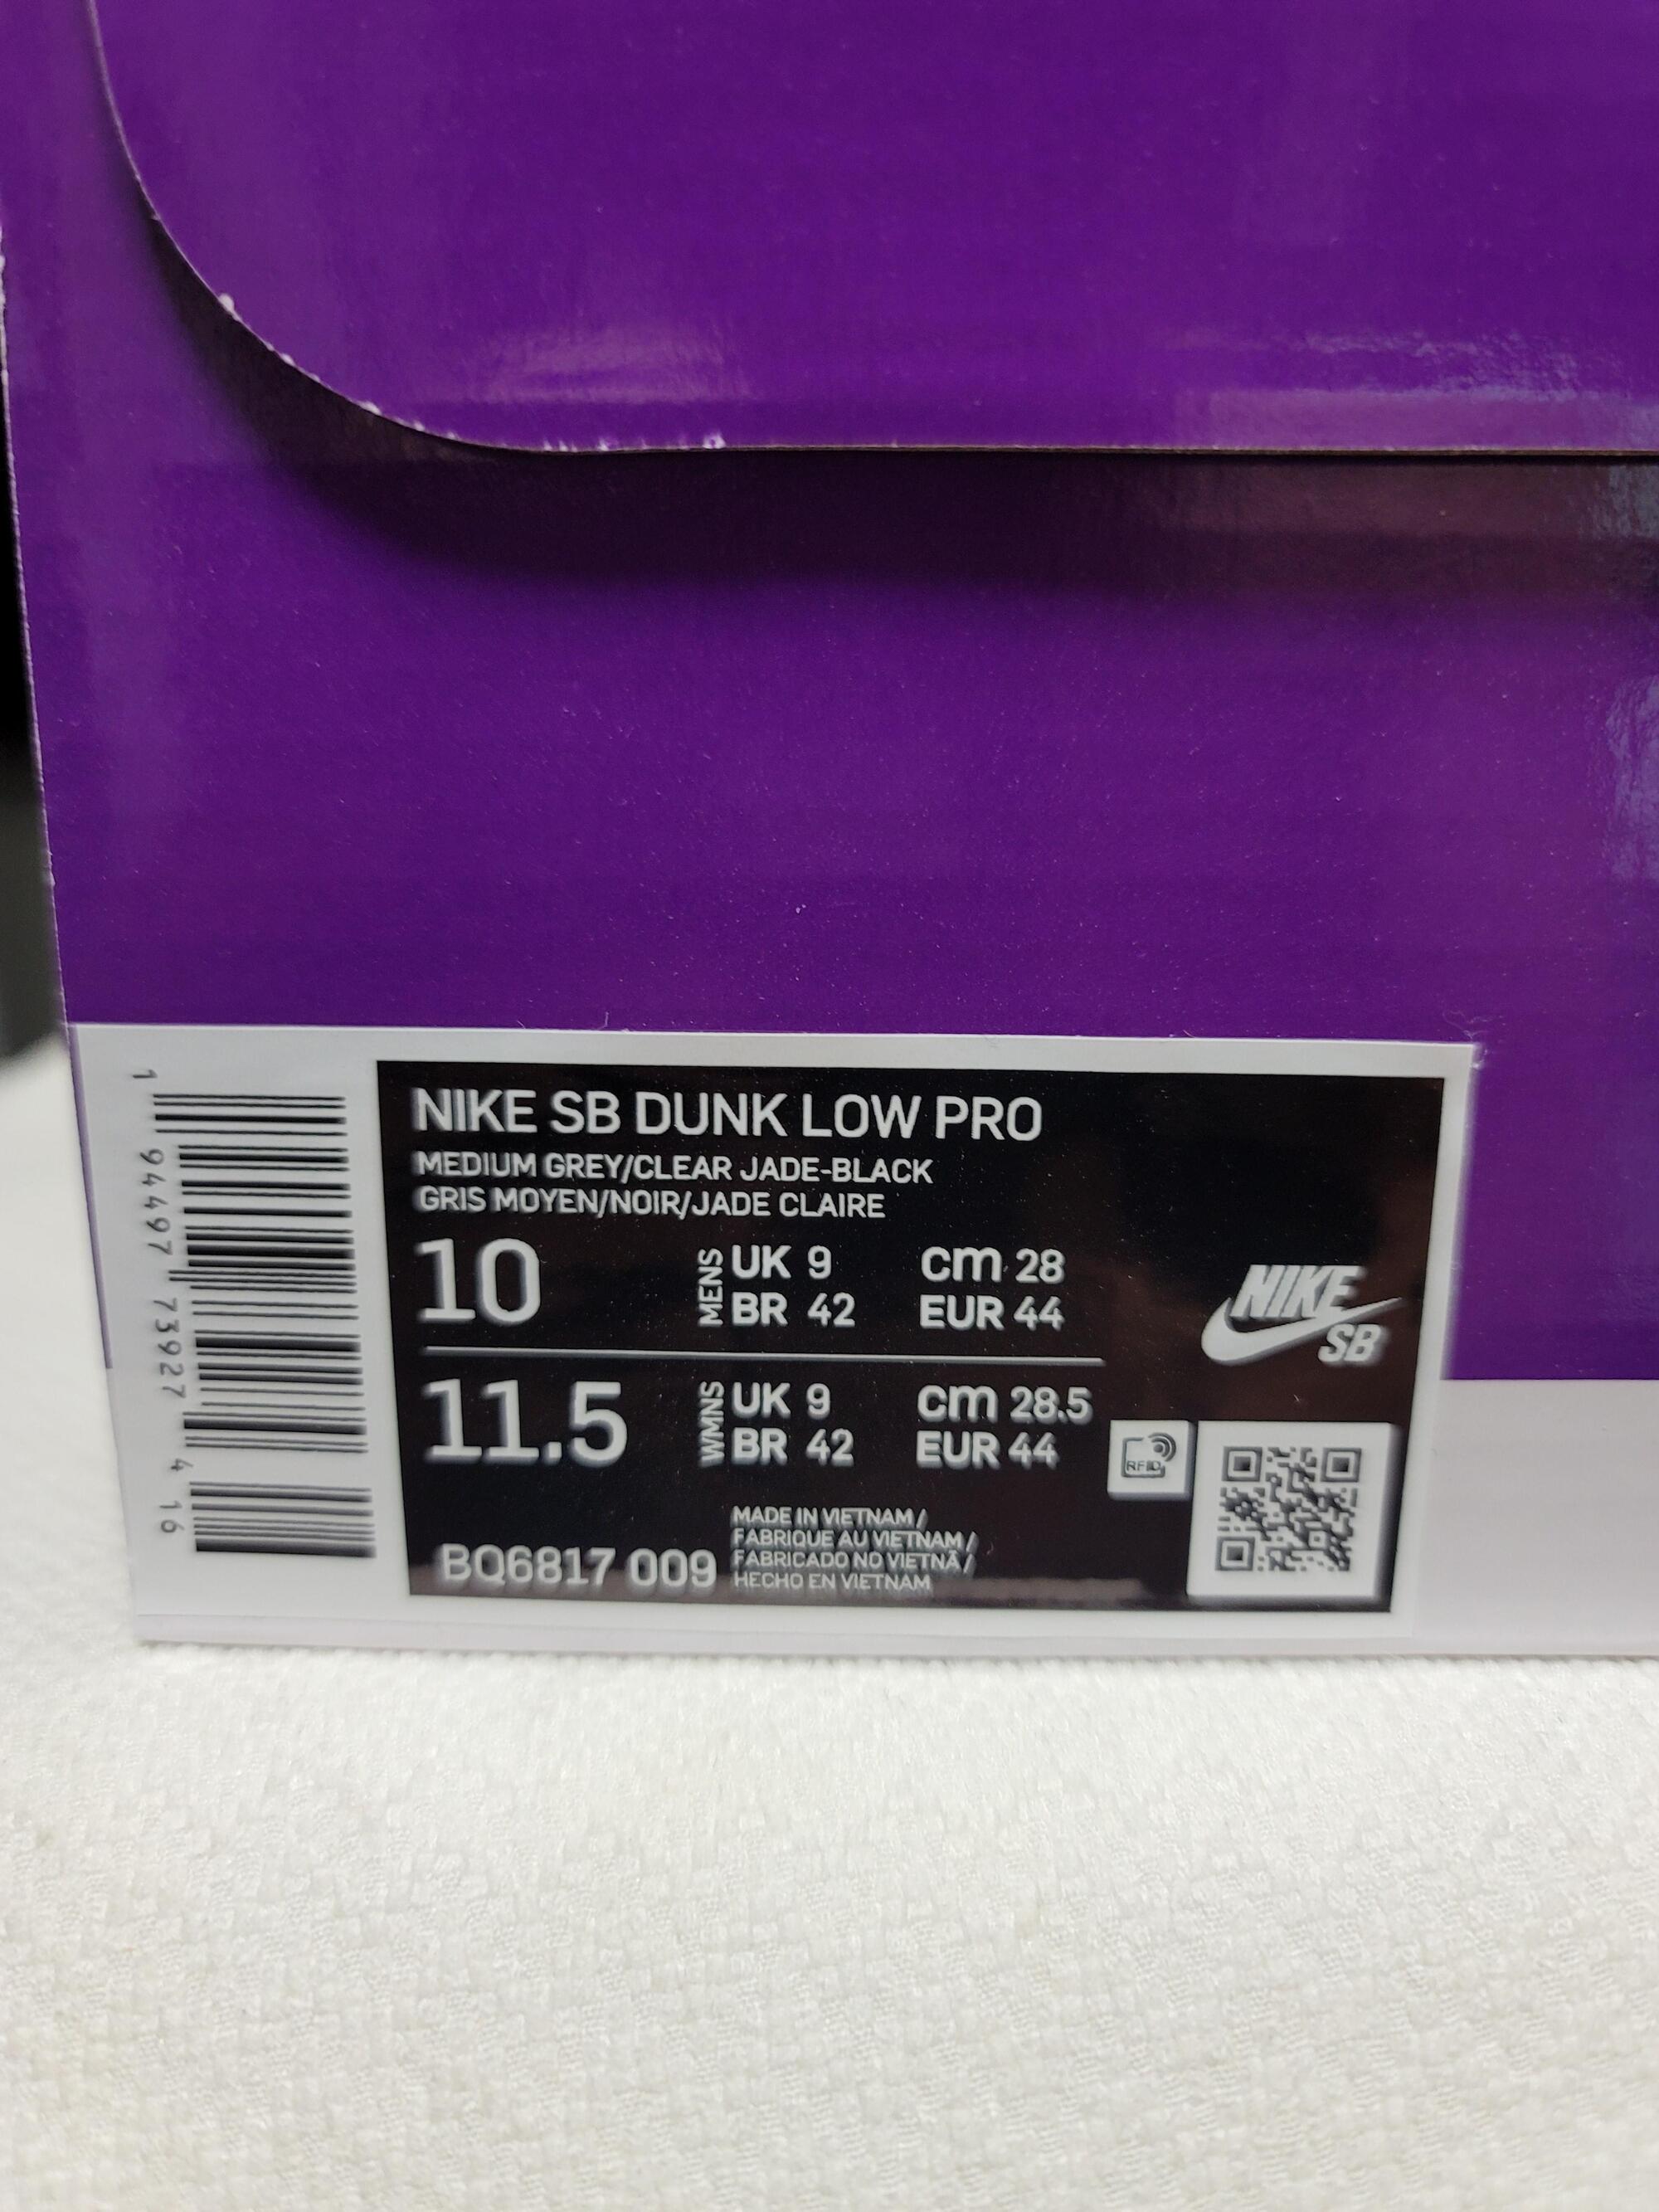 NIKE SB DUNK LOW PRO
MEDIUM GREY/CLEAR JADE-BLACK
GRIS MOYEN/NOIR/JADE CLAIRE
10 MENS UK 9 cm 28
BR 42 EUR 44
11.5 WMNS UK 9 cm 28.5
BR 42 EUR 44
BQ6817 009
MADE IN VIETNAM /
FABRIQUE AU VIETNAM /
FABRICADO NO VIETNÃ /
HECHO EN VIETNAM
NIKE
SB
RFID
1 94497 73927 4 16